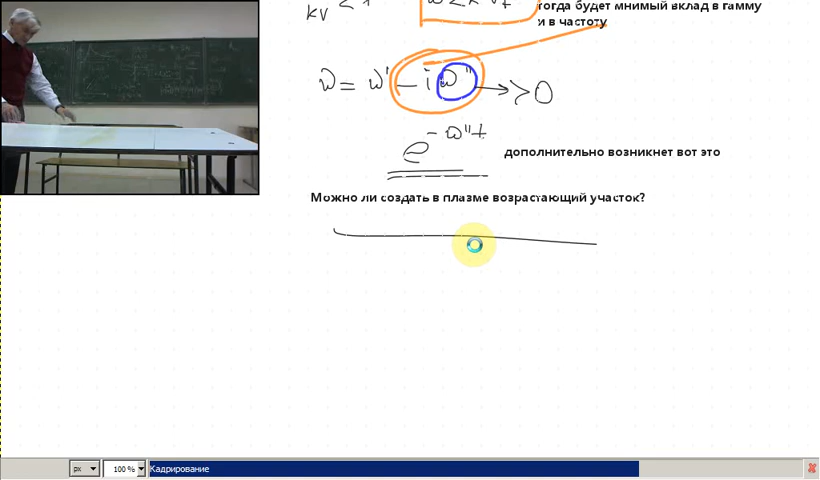 тогда будет мнимый вклад в гамму
и в частоту
ω = ω' − i ω'' → > 0
e^{− ω''t}
дополнительно возникнет вот это
Можно ли создать в плазме возрастающий участок?
px
100 %
Кадрирование